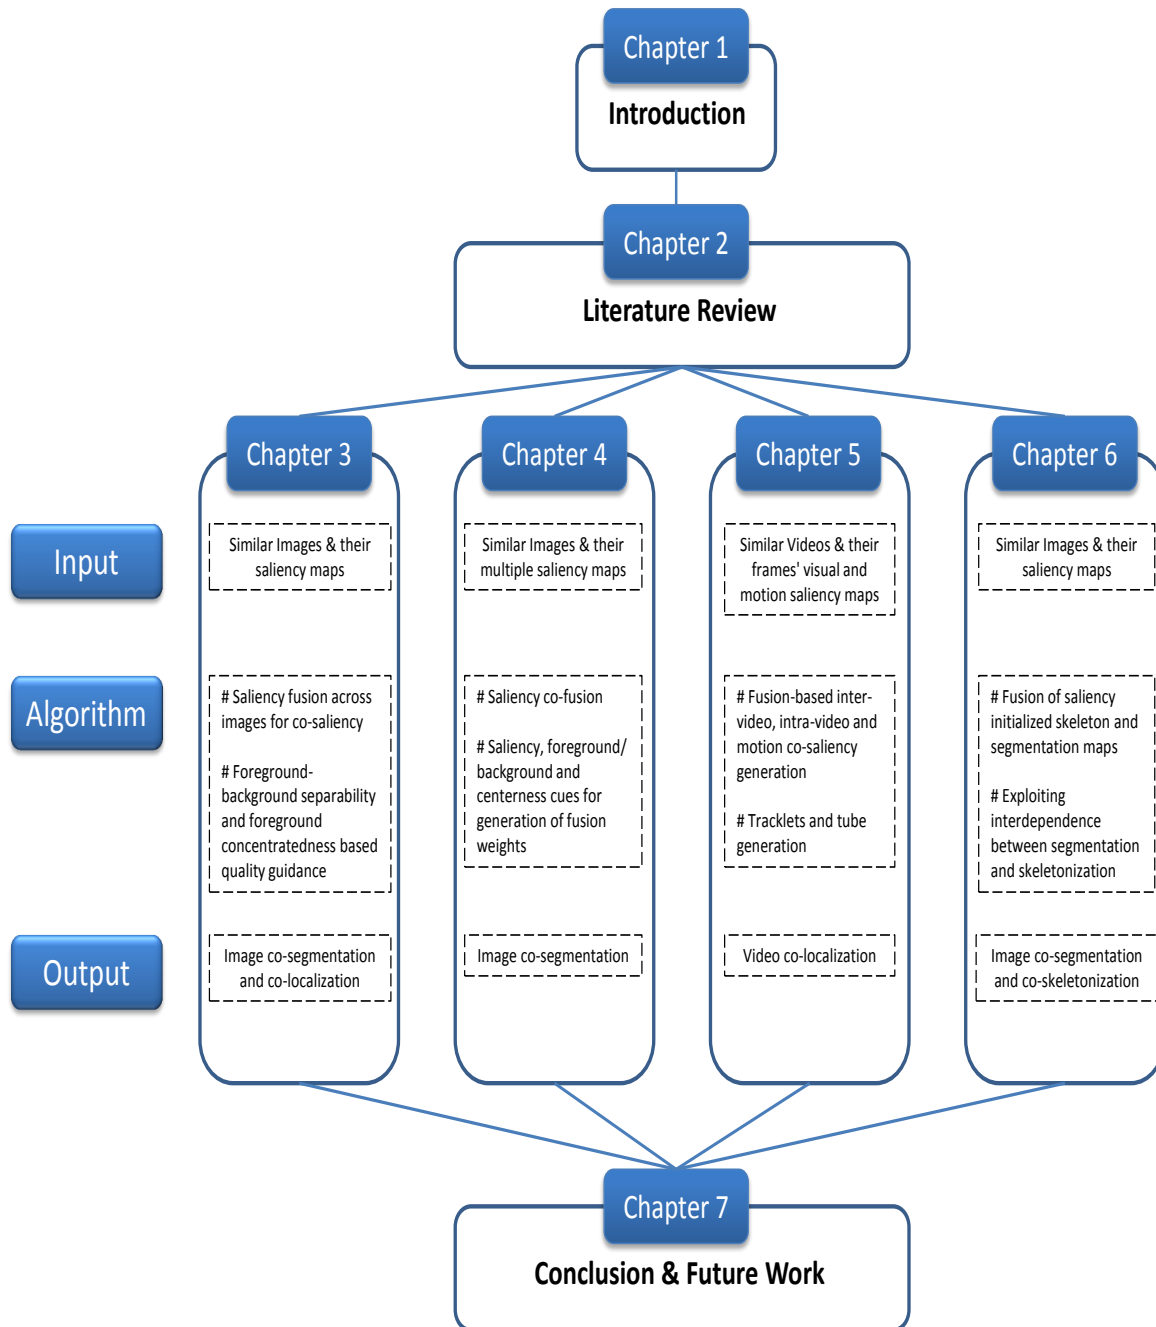 Chapter 1
Introduction
Chapter 2
Literature Review
Chapter 3
Chapter 4
Chapter 5
Chapter 6
Input
Similar Images & their
saliency maps
Similar Images & their
multiple saliency maps
Similar Videos & their
frames' visual and
motion saliency maps
Similar Images & their
saliency maps
Algorithm
# Saliency fusion across
images for co-saliency
# Foreground-
background separability
and foreground
concentratedness based
quality guidance
# Saliency co-fusion
# Saliency, foreground/
background and
centerness cues for
generation of fusion
weights
# Fusion-based inter-
video, intra-video and
motion co-saliency
generation
# Tracklets and tube
generation
# Fusion of saliency
initialized skeleton and
segmentation maps
# Exploiting
interdependence
between segmentation
and skeletonization
Output
Image co-segmentation
and co-localization
Image co-segmentation
Video co-localization
Image co-segmentation
and co-skeletonization
Chapter 7
Conclusion & Future Work